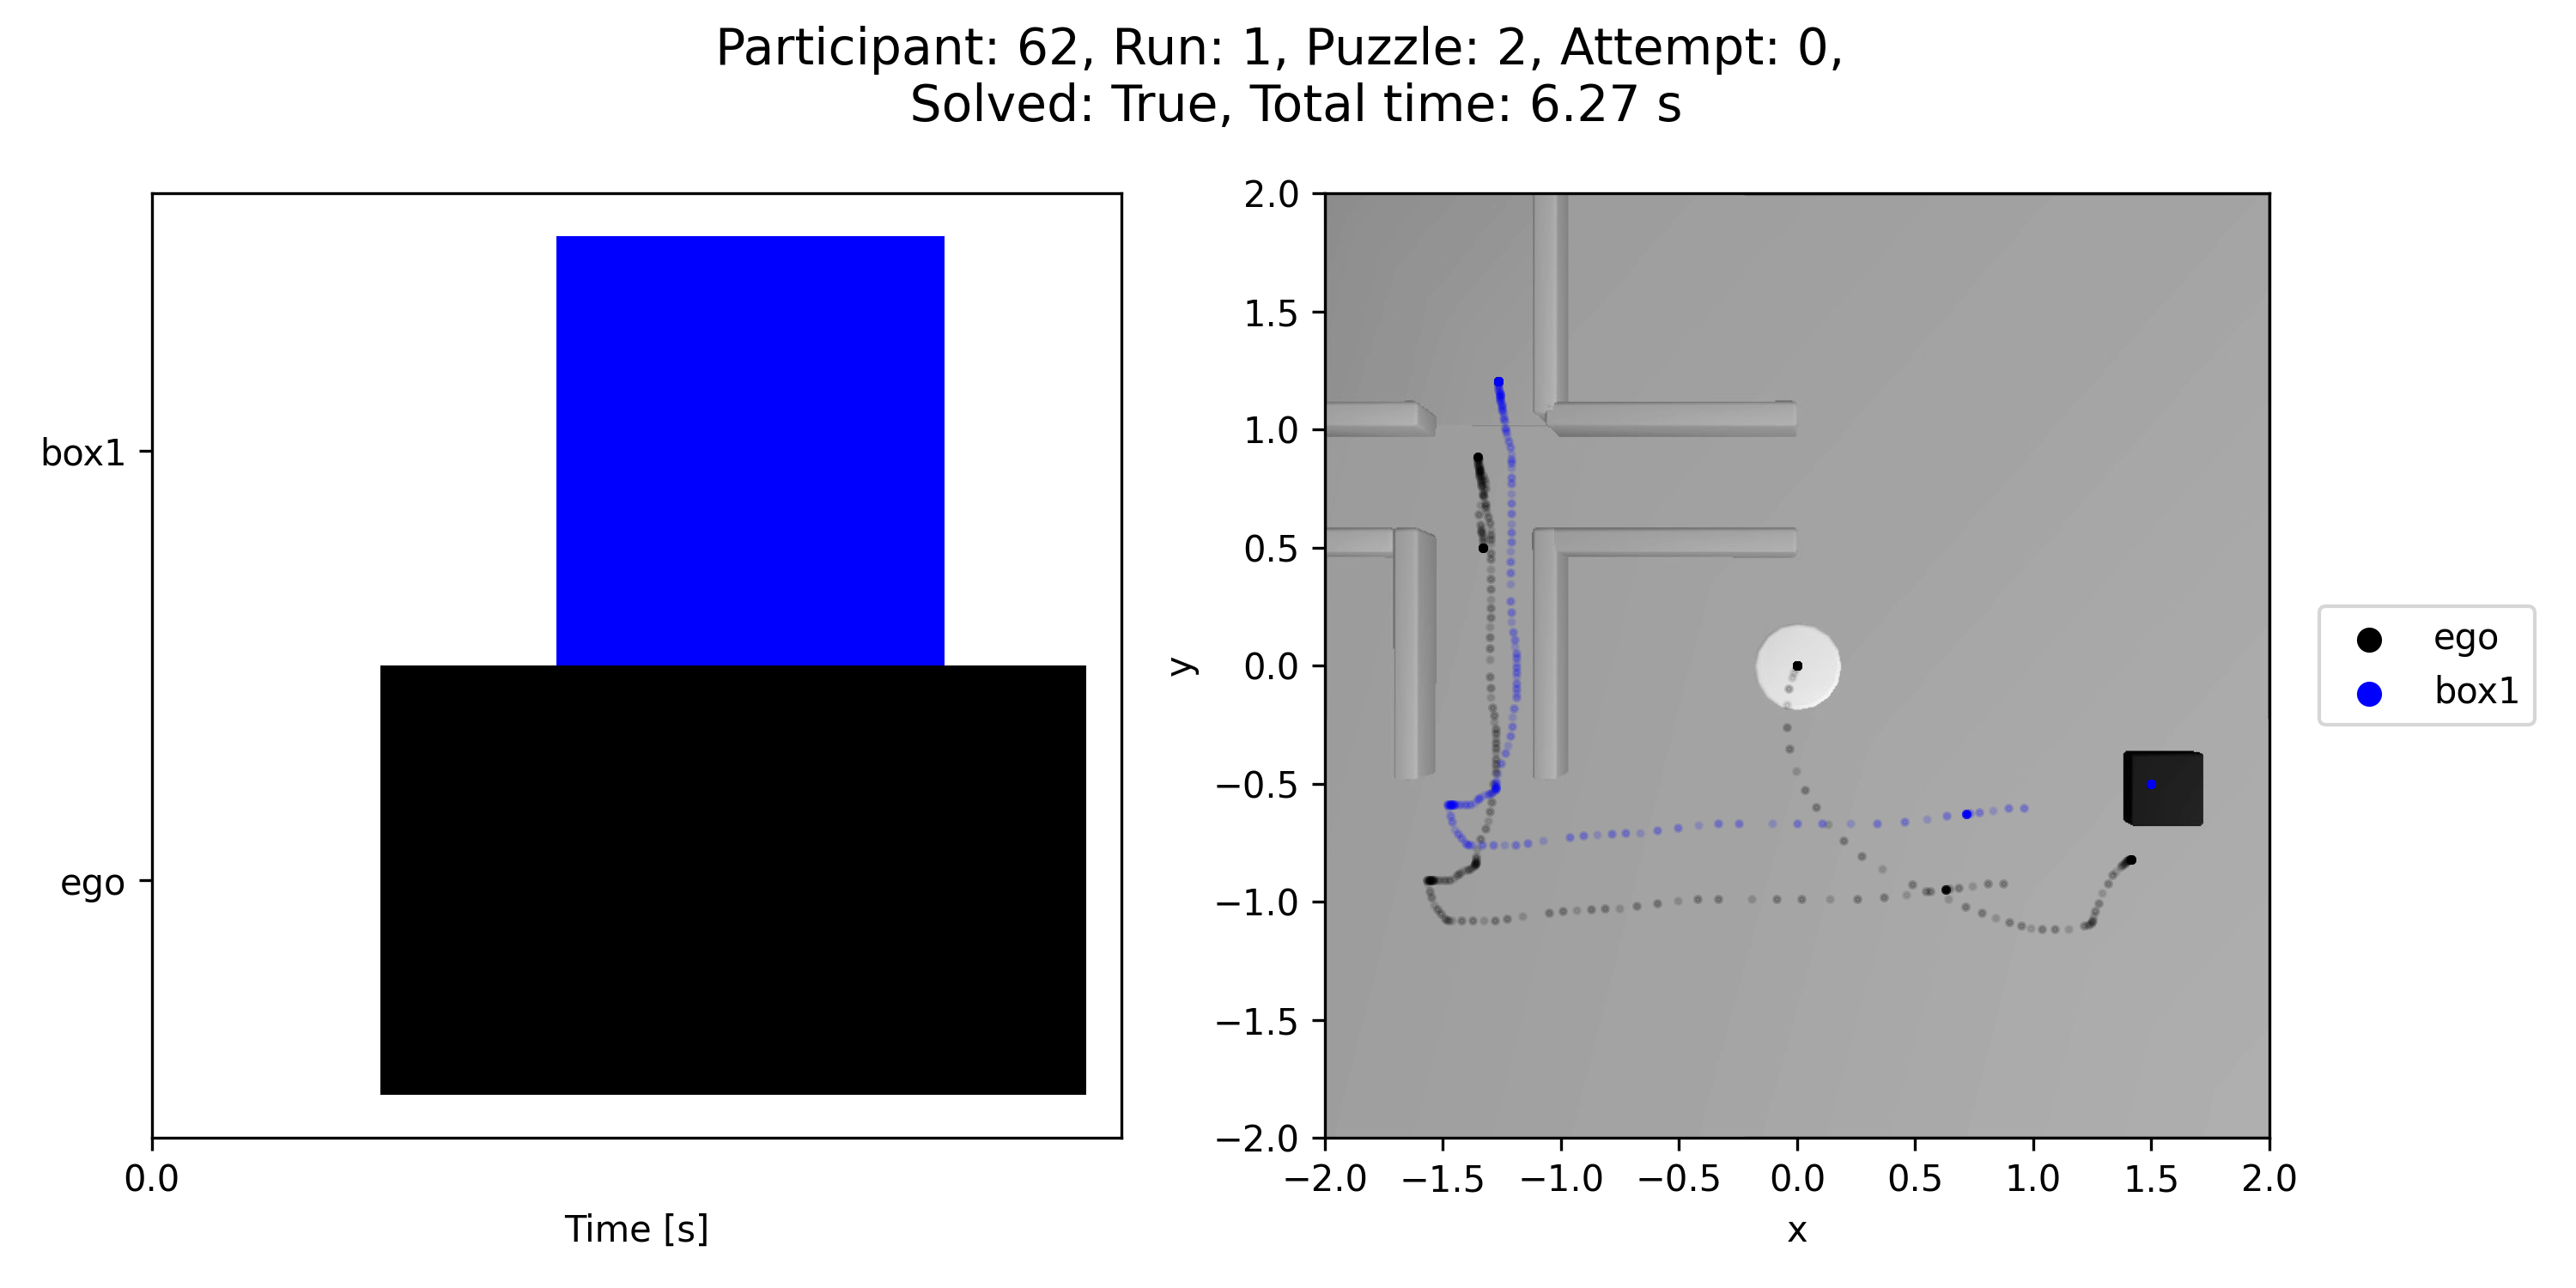 Participant: 62, Run: 1, Puzzle: 2, Attempt: 0,
Solved: True, Total time: 6.27 s
box1
ego
0.0
Time [s]
2.0
1.5
1.0
0.5
0.0
−0.5
−1.0
−1.5
−2.0
y
−2.0 −1.5 −1.0 −0.5 0.0 0.5 1.0 1.5 2.0
x
ego
box1